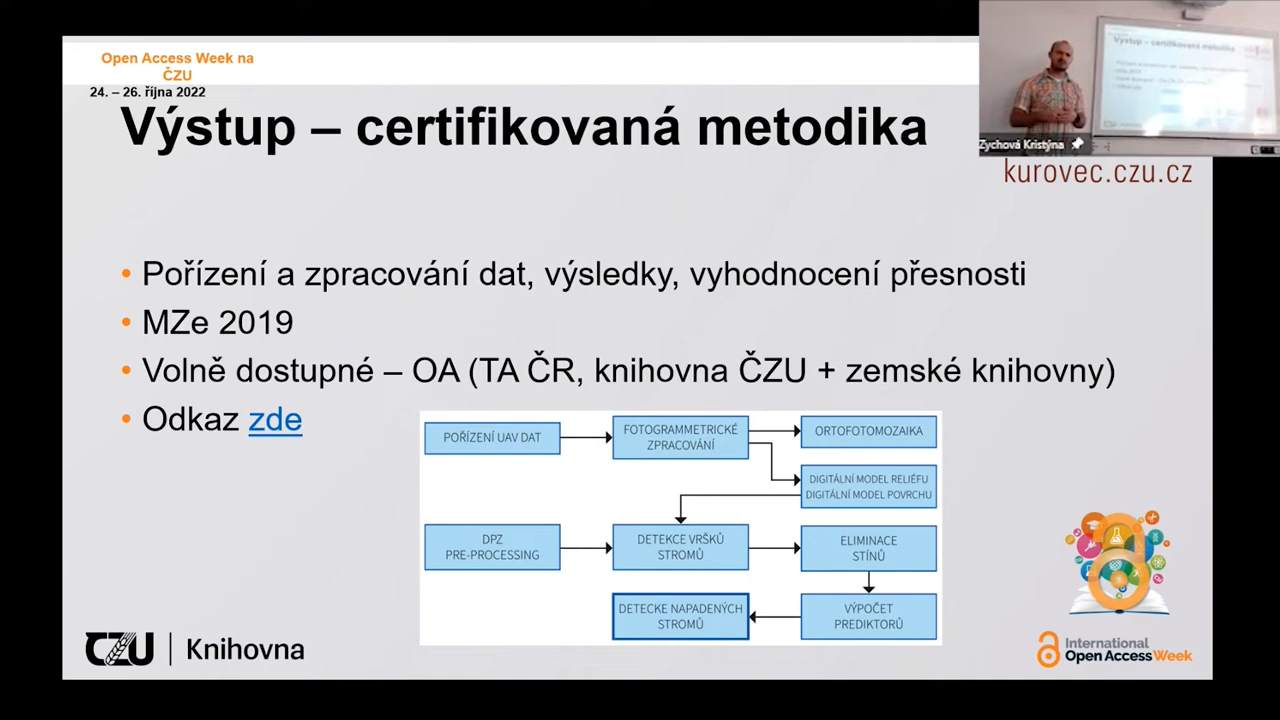 Open Access Week na
ČZU
24. – 26. října 2022
Výstup – certifikovaná metodika
Zychová Kristýna
kurovec.czu.cz
• Pořízení a zpracování dat, výsledky, vyhodnocení přesnosti
• MZe 2019
• Volně dostupné – OA (TA ČR, knihovna ČZU + zemské knihovny)
• Odkaz zde
POŘÍZENÍ UAV DAT
FOTOGRAMMETRICKÉ
ZPRACOVÁNÍ
ORTOFOTOMOZAIKA
DIGITÁLNÍ MODEL RELIÉFU
DIGITÁLNÍ MODEL POVRCHU
DPZ
PRE-PROCESSING
DETEKCE VRŠKŮ
STROMŮ
ELIMINACE
STÍNŮ
DETECKE NAPADENÝCH
STROMŮ
VÝPOČET
PREDIKTORŮ
ČZU | Knihovna
International
Open Access Week